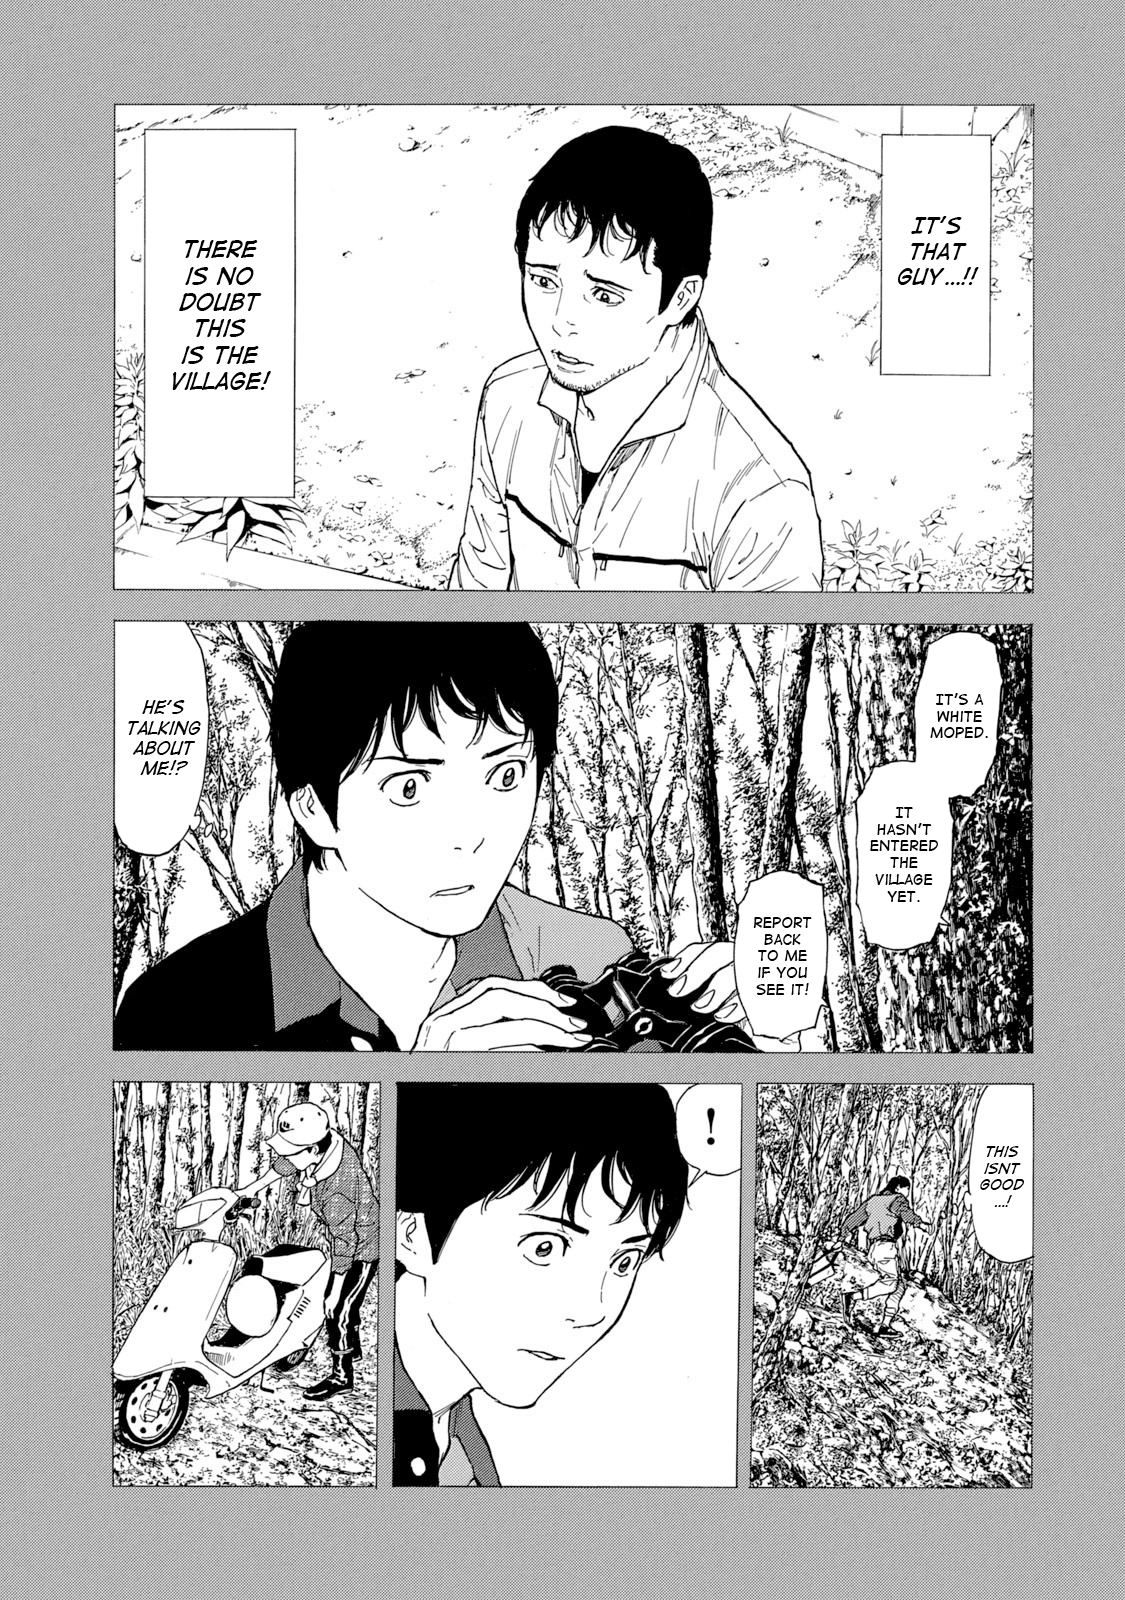 IT'S
THAT
GUY...!!
THERE
IS NO
DOUBT
THIS
IS THE
VILLAGE!
IT'S A
WHITE
MOPED.
IT
HASN'T
ENTERED
THE
VILLAGE
YET.
REPORT
BACK
TO ME
IF YOU
SEE IT!
HE'S
TALKING
ABOUT
ME!?
THIS
ISNT
GOOD
...!
!